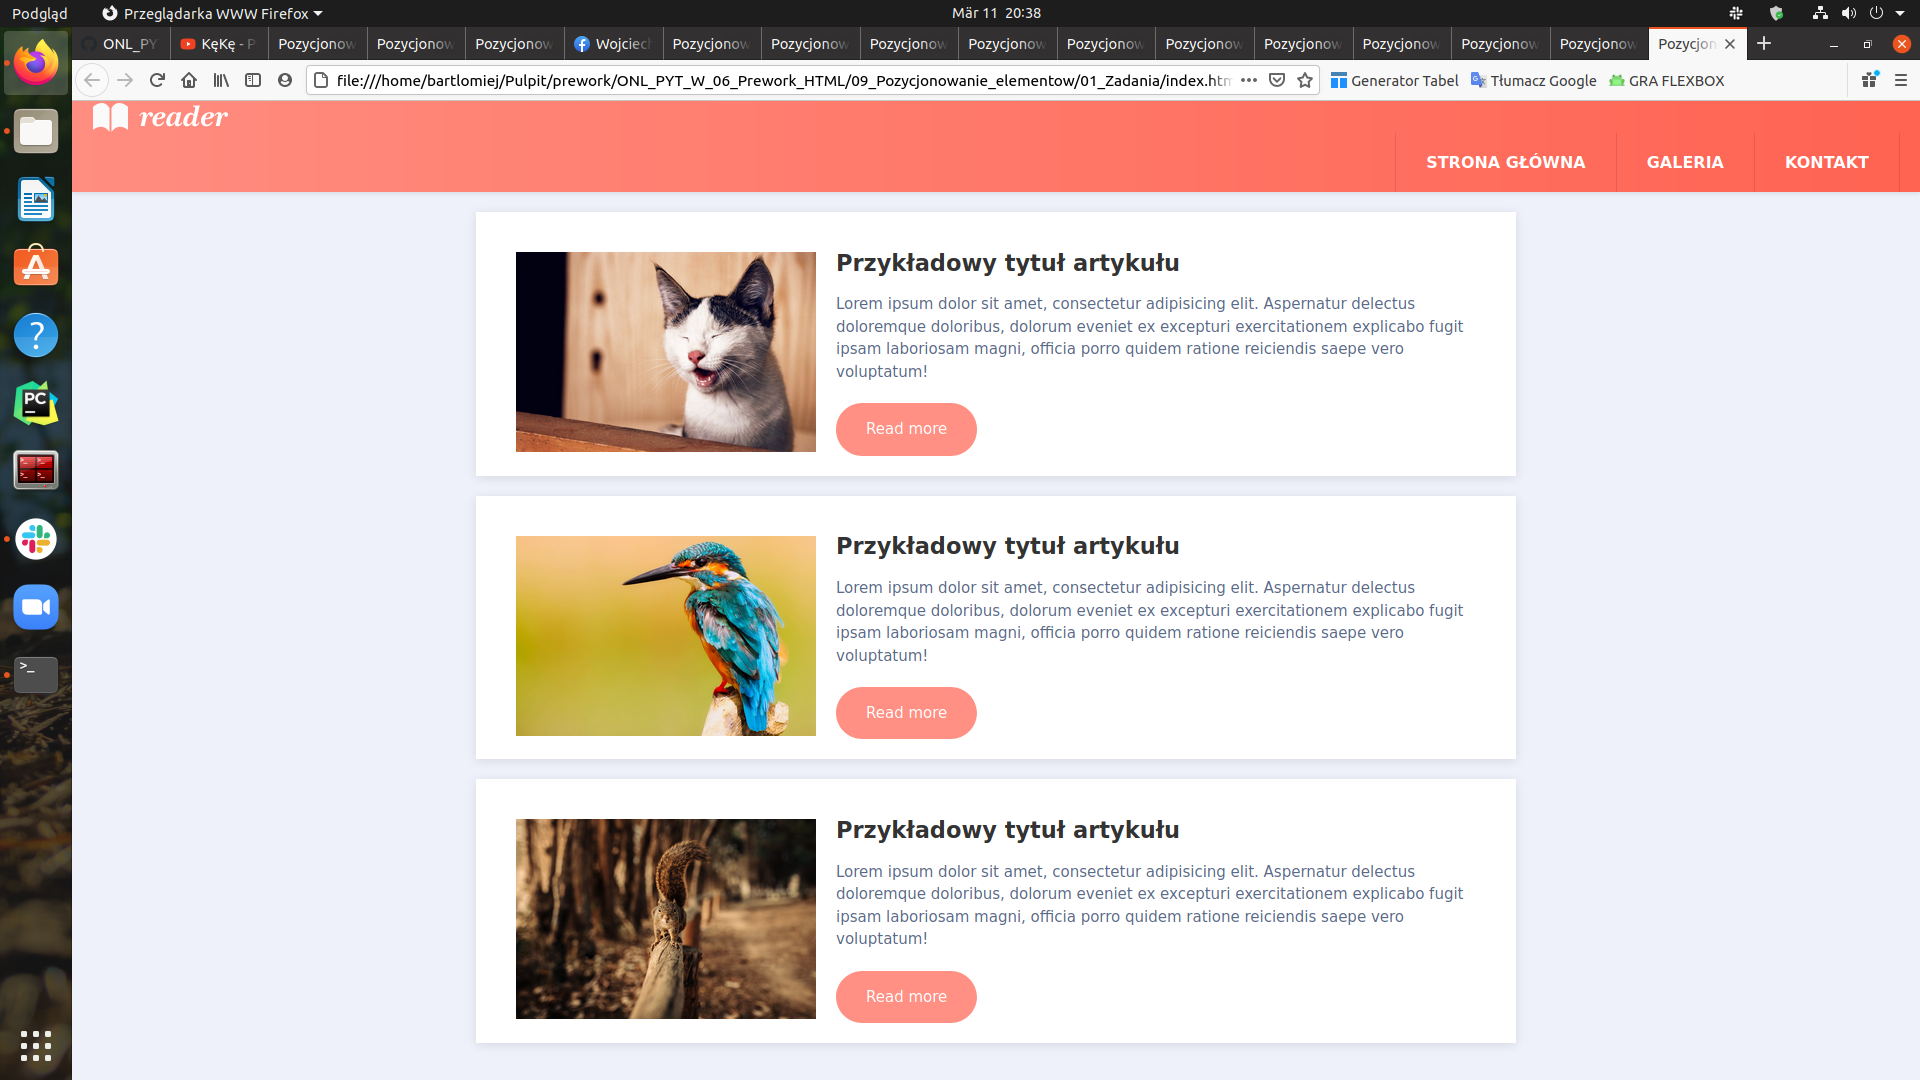 Podgląd
Przeglądarka WWW Firefox
Mär 11 20:38
ONL_PY
KęKę - P
Pozycjonow
Pozycjonow
Pozycjonow
Wojciech
Pozycjonow
Pozycjonow
Pozycjonow
Pozycjonow
Pozycjonow
Pozycjonow
Pozycjonow
Pozycjonow
Pozycjonow
Pozycjonow
Pozycjon
file:///home/bartlomiej/Pulpit/prework/ONL_PYT_W_06_Prework_HTML/09_Pozycjonowanie_elementow/01_Zadania/index.htm
Generator Tabel
Tłumacz Google
GRA FLEXBOX
reader
STRONA GŁÓWNA
GALERIA
KONTAKT
Przykładowy tytuł artykułu
Lorem ipsum dolor sit amet, consectetur adipisicing elit. Aspernatur delectus
doloremque doloribus, dolorum eveniet ex excepturi exercitationem explicabo fugit
ipsam laboriosam magni, officia porro quidem ratione reiciendis saepe vero
voluptatum!
Read more
Przykładowy tytuł artykułu
Lorem ipsum dolor sit amet, consectetur adipisicing elit. Aspernatur delectus
doloremque doloribus, dolorum eveniet ex excepturi exercitationem explicabo fugit
ipsam laboriosam magni, officia porro quidem ratione reiciendis saepe vero
voluptatum!
Read more
Przykładowy tytuł artykułu
Lorem ipsum dolor sit amet, consectetur adipisicing elit. Aspernatur delectus
doloremque doloribus, dolorum eveniet ex excepturi exercitationem explicabo fugit
ipsam laboriosam magni, officia porro quidem ratione reiciendis saepe vero
voluptatum!
Read more
PC
>_